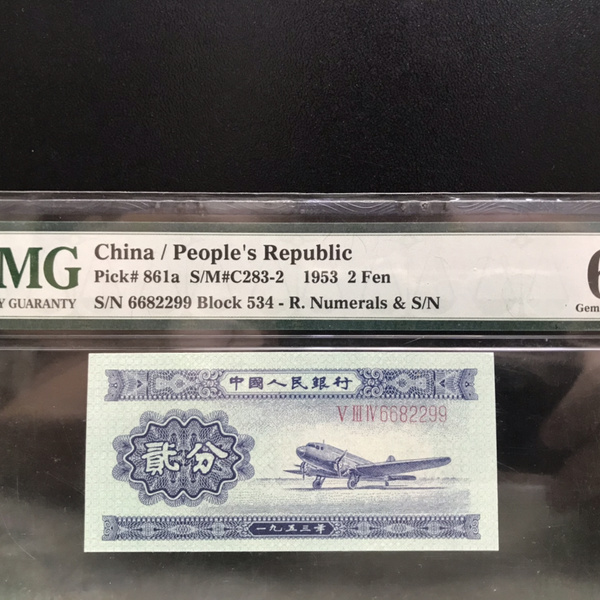 MG
Y GUARANTY
China / People's Republic
Pick# 861a S/M#C283-2 1953 2 Fen
S/N 6682299 Block 534 - R. Numerals & S/N
6
Gem
中國人民銀行
V III IV 6682299
貳分
一九五三年